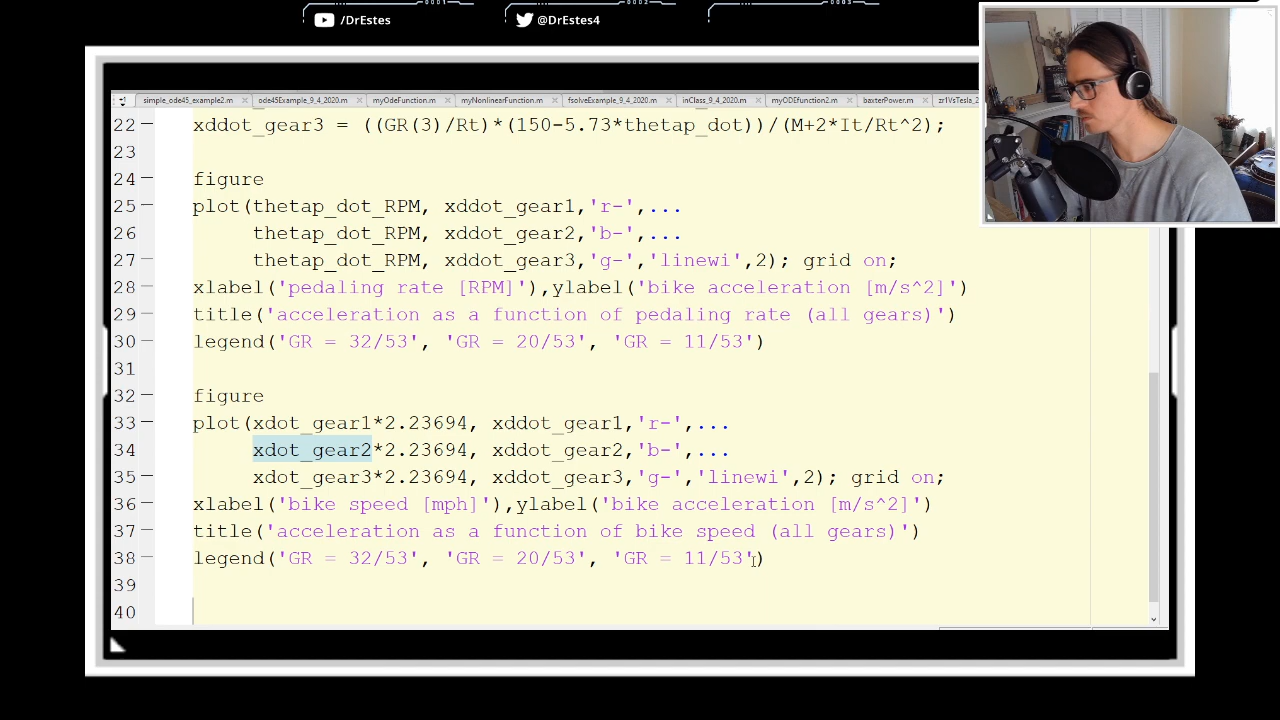 0001
0002
0003
/DrEstes
@DrEstes4
simple_ode45_example2.m
ode45Example_9_4_2020.m
myOdeFunction.m
myNonlinearFunction.m
fsolveExample_9_4_2020.m
inClass_9_4_2020.m
myODEfunction2.m
baxterPower.m
zr1VsTesla_2
22 xddot_gear3 = ((GR(3)/Rt)*(150-5.73*thetap_dot))/(M+2*It/Rt^2);
23
24 figure
25 plot(thetap_dot_RPM, xddot_gear1,'r-',...
26 thetap_dot_RPM, xddot_gear2,'b-',...
27 thetap_dot_RPM, xddot_gear3,'g-','linewi',2); grid on;
28 xlabel('pedaling rate [RPM]'),ylabel('bike acceleration [m/s^2]')
29 title('acceleration as a function of pedaling rate (all gears)')
30 legend('GR = 32/53', 'GR = 20/53', 'GR = 11/53')
31
32 figure
33 plot(xdot_gear1*2.23694, xddot_gear1,'r-',...
34 xdot_gear2*2.23694, xddot_gear2,'b-',...
35 xdot_gear3*2.23694, xddot_gear3,'g-','linewi',2); grid on;
36 xlabel('bike speed [mph]'),ylabel('bike acceleration [m/s^2]')
37 title('acceleration as a function of bike speed (all gears)')
38 legend('GR = 32/53', 'GR = 20/53', 'GR = 11/53')
39
40